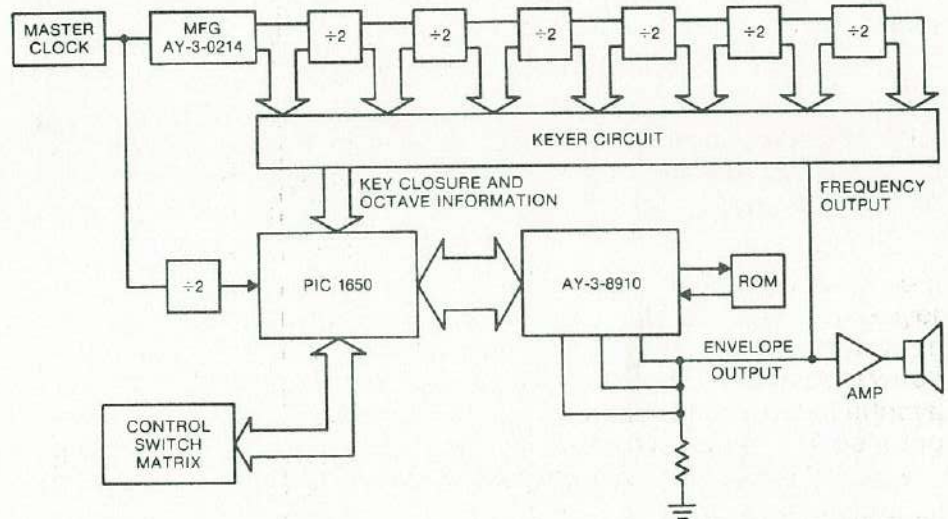 MASTER
CLOCK
MFG
AY-3-0214
÷2
÷2
÷2
÷2
÷2
÷2
KEYER CIRCUIT
KEY CLOSURE AND
OCTAVE INFORMATION
FREQUENCY
OUTPUT
÷2
PIC 1650
AY-3-8910
ROM
ENVELOPE
OUTPUT
AMP
CONTROL
SWITCH
MATRIX